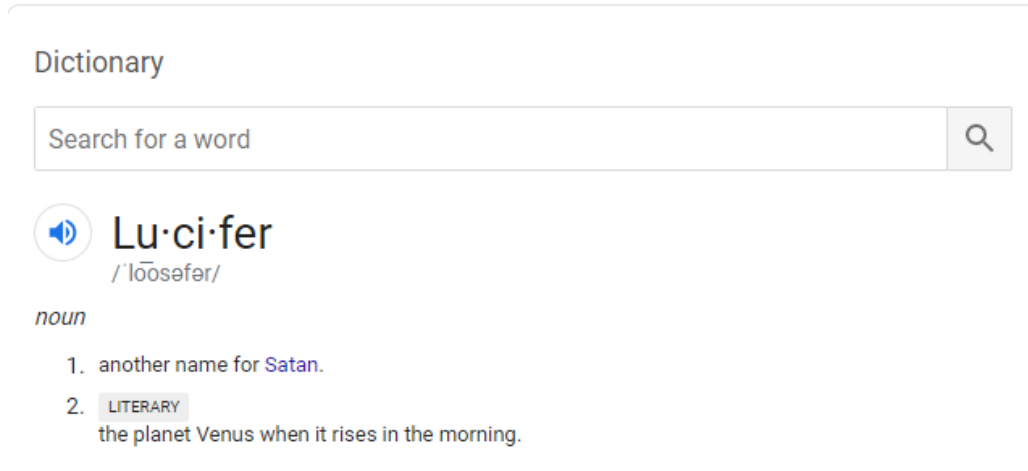 Dictionary
Search for a word
Lu·ci·fer
/ˈlo͞osəfər/
noun
1. another name for Satan.
2. LITERARY
the planet Venus when it rises in the morning.